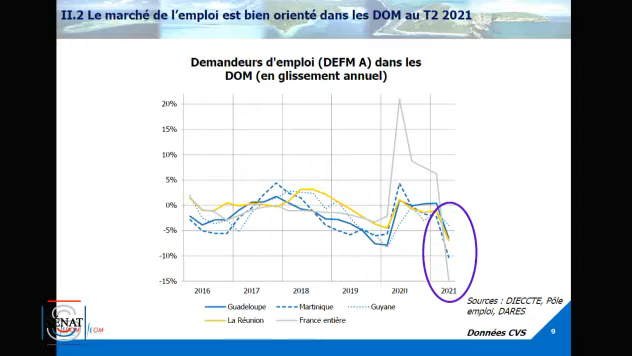 II.2 Le marché de l'emploi est bien orienté dans les DOM au T2 2021
Demandeurs d'emploi (DEFM A) dans les
DOM (en glissement annuel)
20%
15%
10%
5%
0%
-5%
-10%
-15%
2016 2017 2018 2019 2020 2021
Guadeloupe Martinique Guyane
La Réunion France entière
Sources : DIECCTE, Pôle
emploi, DARES
Données CVS
9